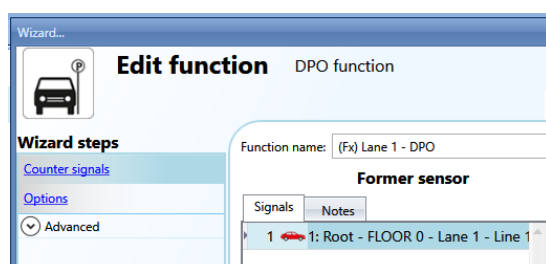 Wizard...
P
Edit function DPO function
Wizard steps
Counter signals
Options
Advanced
Function name: (Fx) Lane 1 - DPO
Former sensor
Signals Notes
1 1: Root - FLOOR 0 - Lane 1 - Line 1